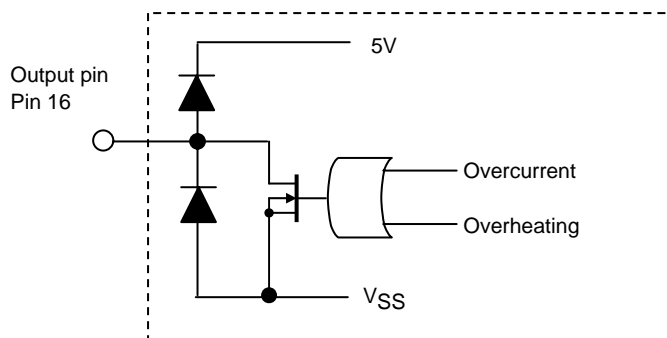 5V
Output pin
Pin 16
Overcurrent
Overheating
VSS